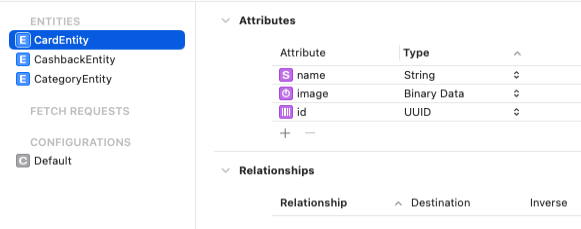 ENTITIES
E CardEntity
E CashbackEntity
E CategoryEntity
FETCH REQUESTS
CONFIGURATIONS
C Default
Attributes
Attribute Type
S name String
image Binary Data
id UUID
+ −
Relationships
Relationship Destination Inverse